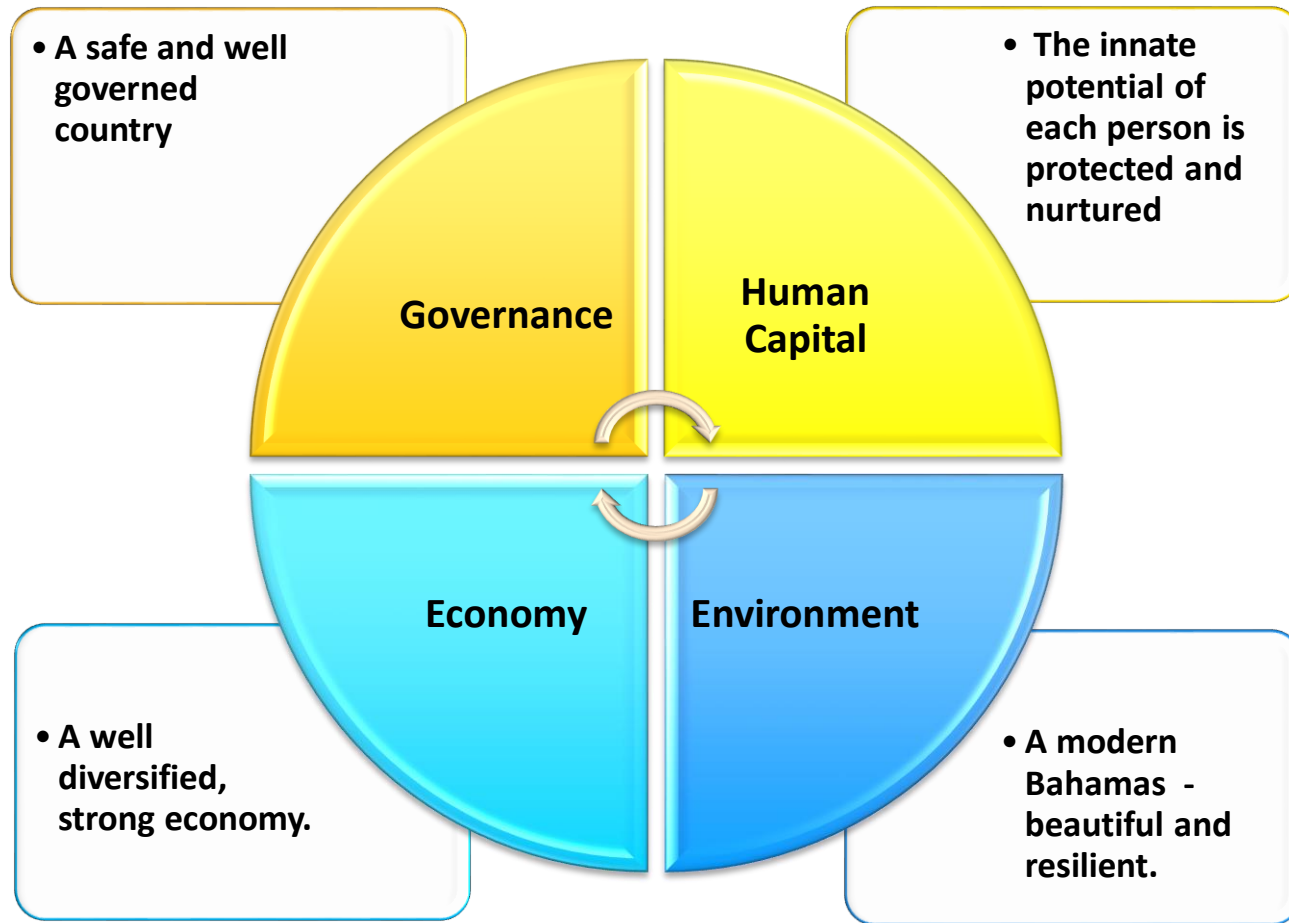 • A safe and well
governed
country
• The innate
potential of
each person is
protected and
nurtured
Governance
Human
Capital
Economy
Environment
• A well
diversified,
strong economy.
• A modern
Bahamas -
beautiful and
resilient.